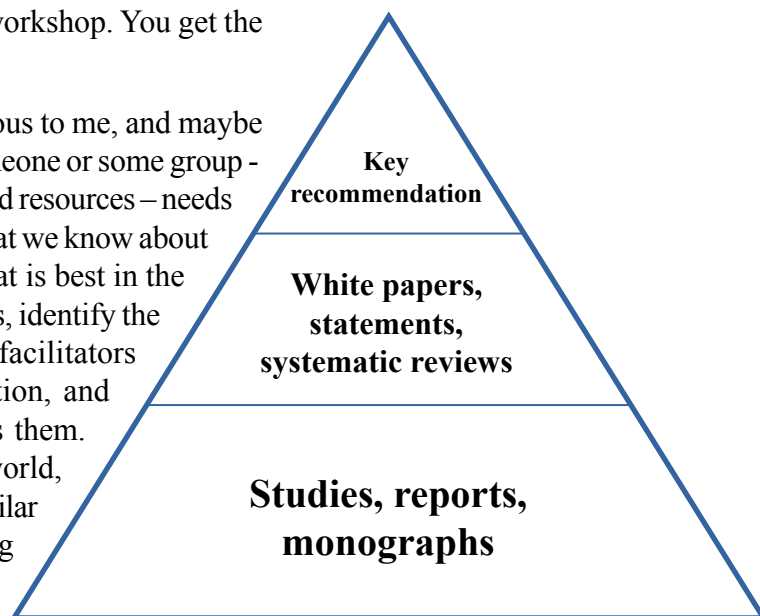 workshop. You get the
ous to me, and maybe
eone or some group -
d resources – needs
at we know about
at is best in the
s, identify the
facilitators
tion, and
s them.
world,
ilar
g
Key
recommendation
White papers,
statements,
systematic reviews
Studies, reports,
monographs